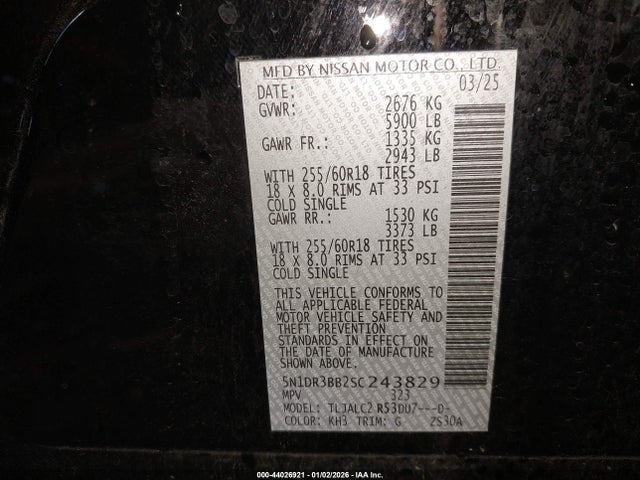 MFD BY NISSAN MOTOR CO., LTD.
DATE: 03/25
GVWR: 2676 KG
5900 LB
GAWR FR.: 1335 KG
2943 LB
WITH 255/60R18 TIRES
18 X 8.0 RIMS AT 33 PSI
COLD SINGLE
GAWR RR.: 1530 KG
3373 LB
WITH 255/60R18 TIRES
18 X 8.0 RIMS AT 33 PSI
COLD SINGLE
THIS VEHICLE CONFORMS TO
ALL APPLICABLE FEDERAL
MOTOR VEHICLE SAFETY AND
THEFT PREVENTION
STANDARDS IN EFFECT ON
THE DATE OF MANUFACTURE
SHOWN ABOVE.
5N1DR3BB2SC243829
MPV 323
MODEL: TLJALC2 R53DU7---D-
COLOR: KH3 TRIM: G 2S30A
000-44026921 - 01/02/2026 - IAA Inc.